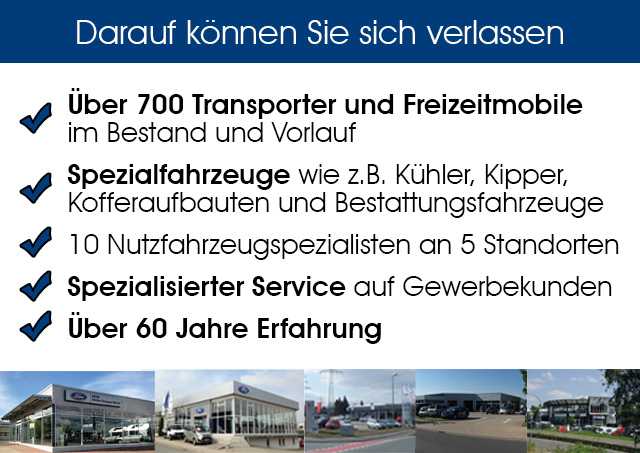 Darauf können Sie sich verlassen
Über 700 Transporter und Freizeitmobile
im Bestand und Vorlauf
Spezialfahrzeuge wie z.B. Kühler, Kipper,
Kofferaufbauten und Bestattungsfahrzeuge
10 Nutzfahrzeugspezialisten an 5 Standorten
Spezialisierter Service auf Gewerbekunden
Über 60 Jahre Erfahrung